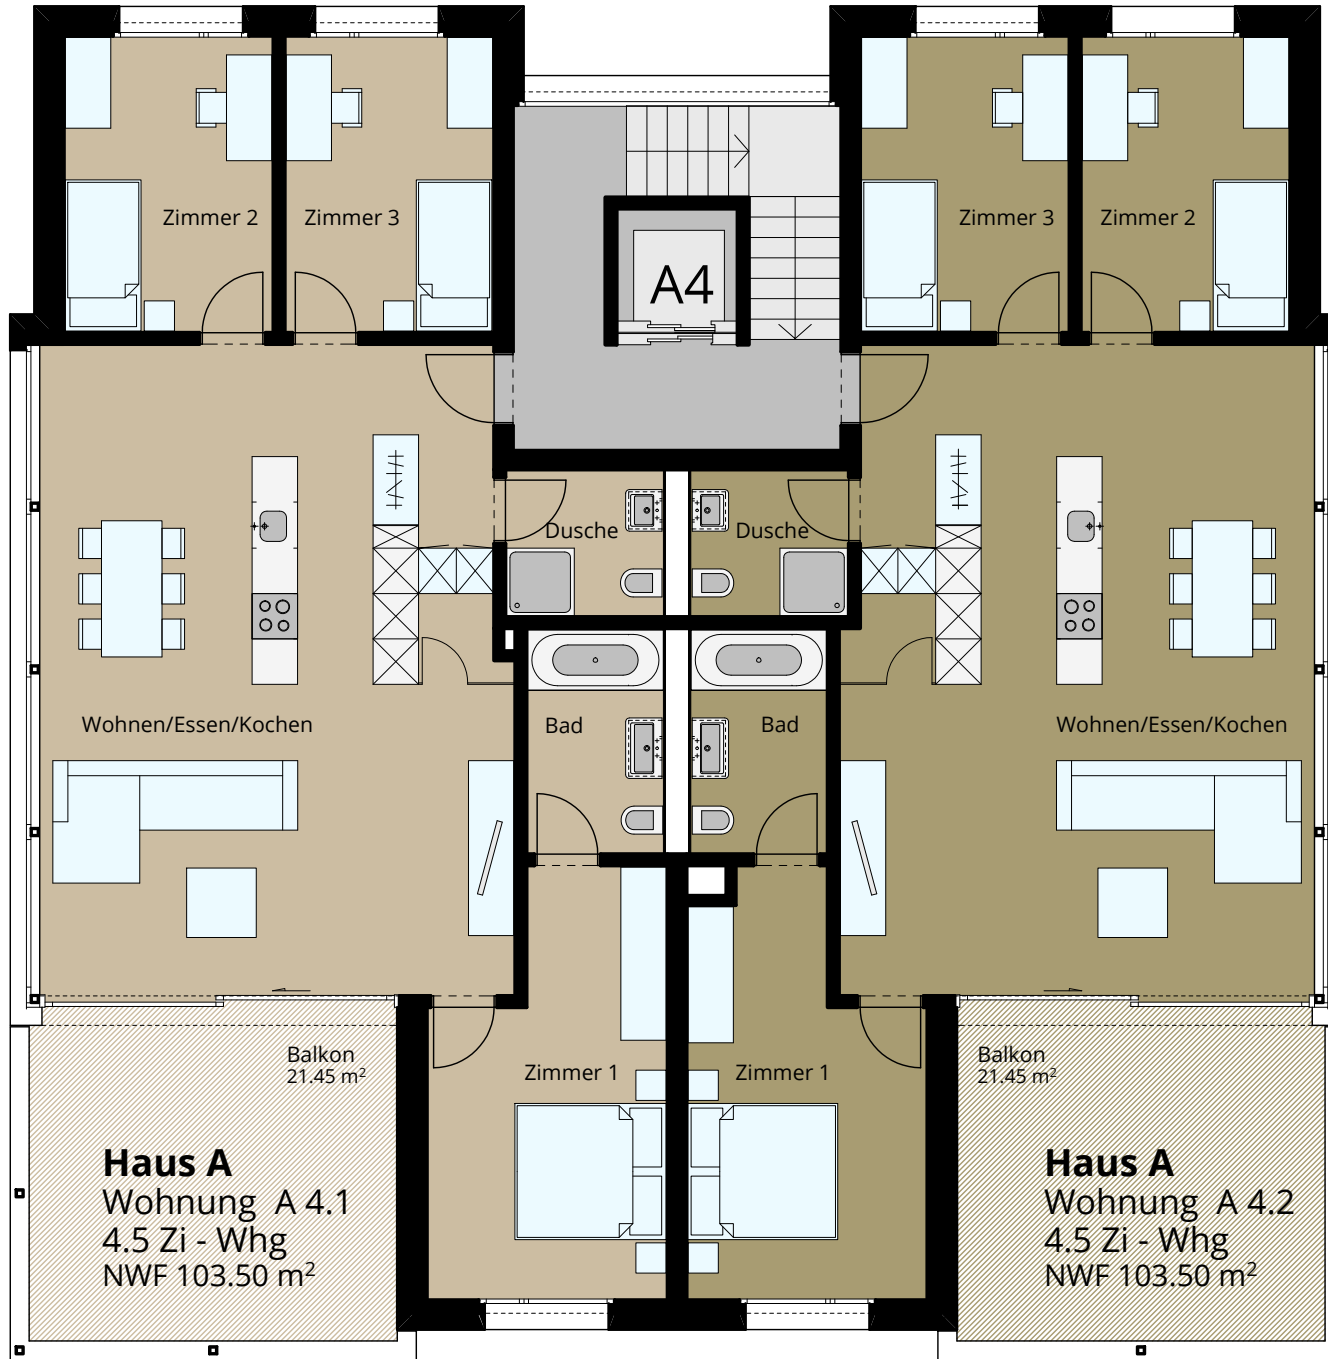 Zimmer 2
Zimmer 3
Zimmer 3
Zimmer 2
A4
Dusche
Dusche
Wohnen/Essen/Kochen
Bad
Bad
Wohnen/Essen/Kochen
Balkon
21.45 m²
Zimmer 1
Zimmer 1
Balkon
21.45 m²
Haus A
Wohnung A 4.1
4.5 Zi - Whg
NWF 103.50 m²
Haus A
Wohnung A 4.2
4.5 Zi - Whg
NWF 103.50 m²